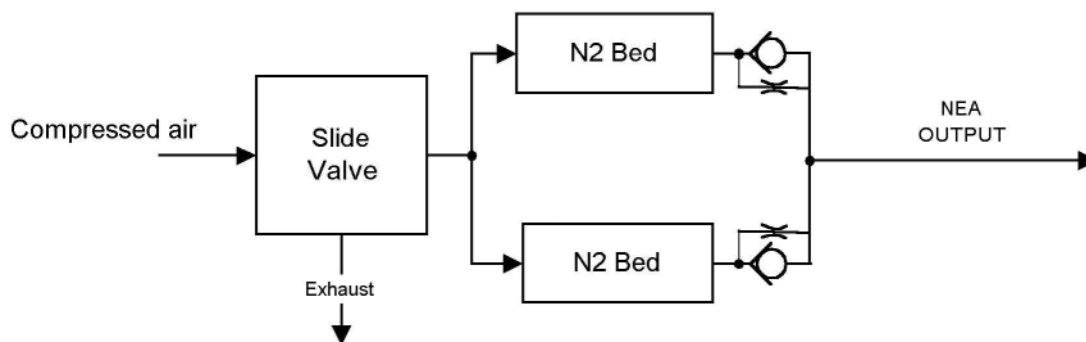 Compressed air
Slide
Valve
Exhaust
N2 Bed
N2 Bed
NEA
OUTPUT